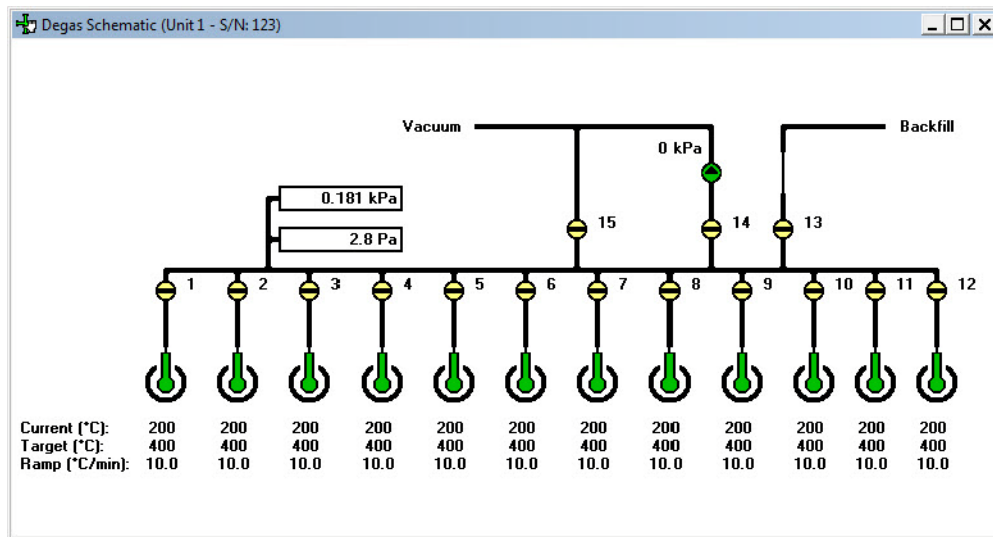 Degas Schematic (Unit 1 - S/N: 123)
Vacuum
Backfill
0 kPa
0.181 kPa
15
14
13
2.8 Pa
1 2 3 4 5 6 7 8 9 10 11 12
Current (°C): 200 200 200 200 200 200 200 200 200 200 200 200
Target (°C): 400 400 400 400 400 400 400 400 400 400 400 400
Ramp (°C/min): 10.0 10.0 10.0 10.0 10.0 10.0 10.0 10.0 10.0 10.0 10.0 10.0